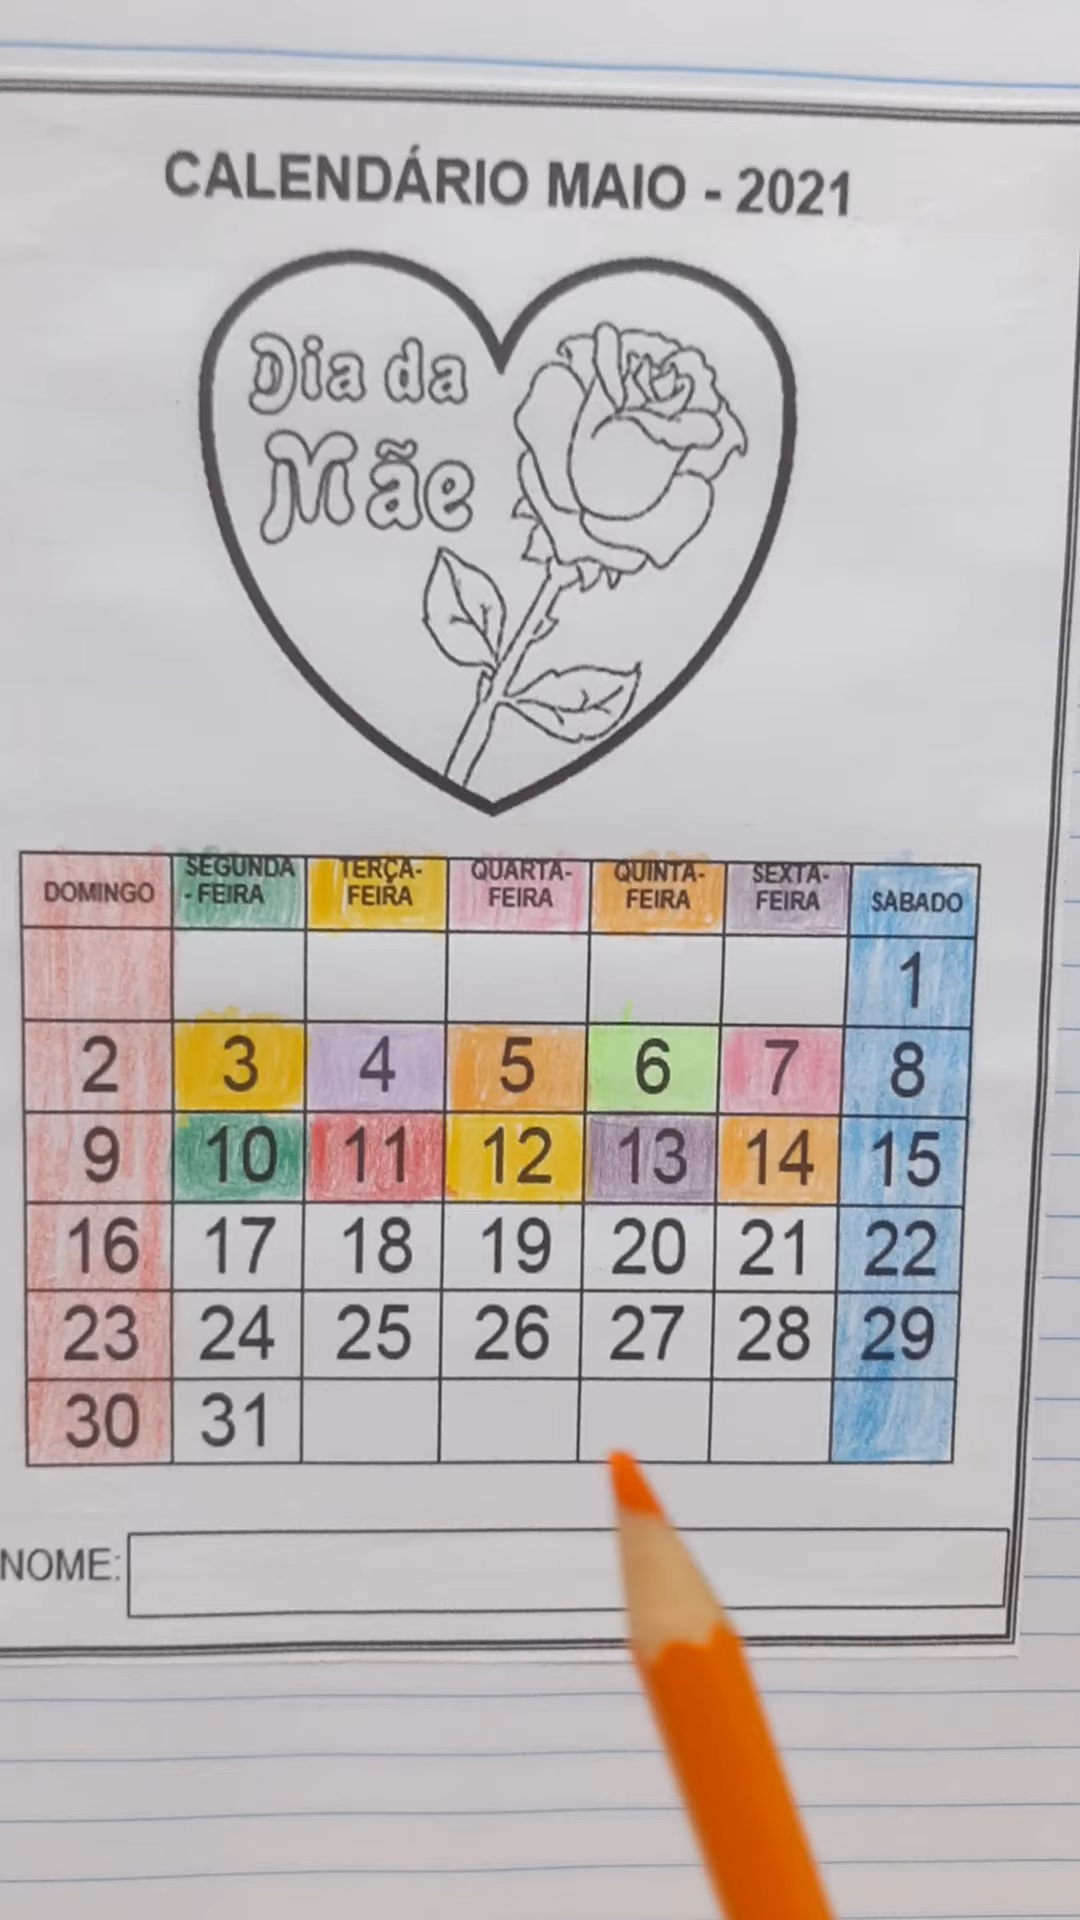 CALENDÁRIO MAIO - 2021
Dia da
Mãe
DOMINGO SEGUNDA TERÇA- QUARTA- QUINTA- SEXTA- SÁBADO
- FEIRA FEIRA FEIRA FEIRA FEIRA
1
2 3 4 5 6 7 8
9 10 11 12 13 14 15
16 17 18 19 20 21 22
23 24 25 26 27 28 29
30 31
NOME: